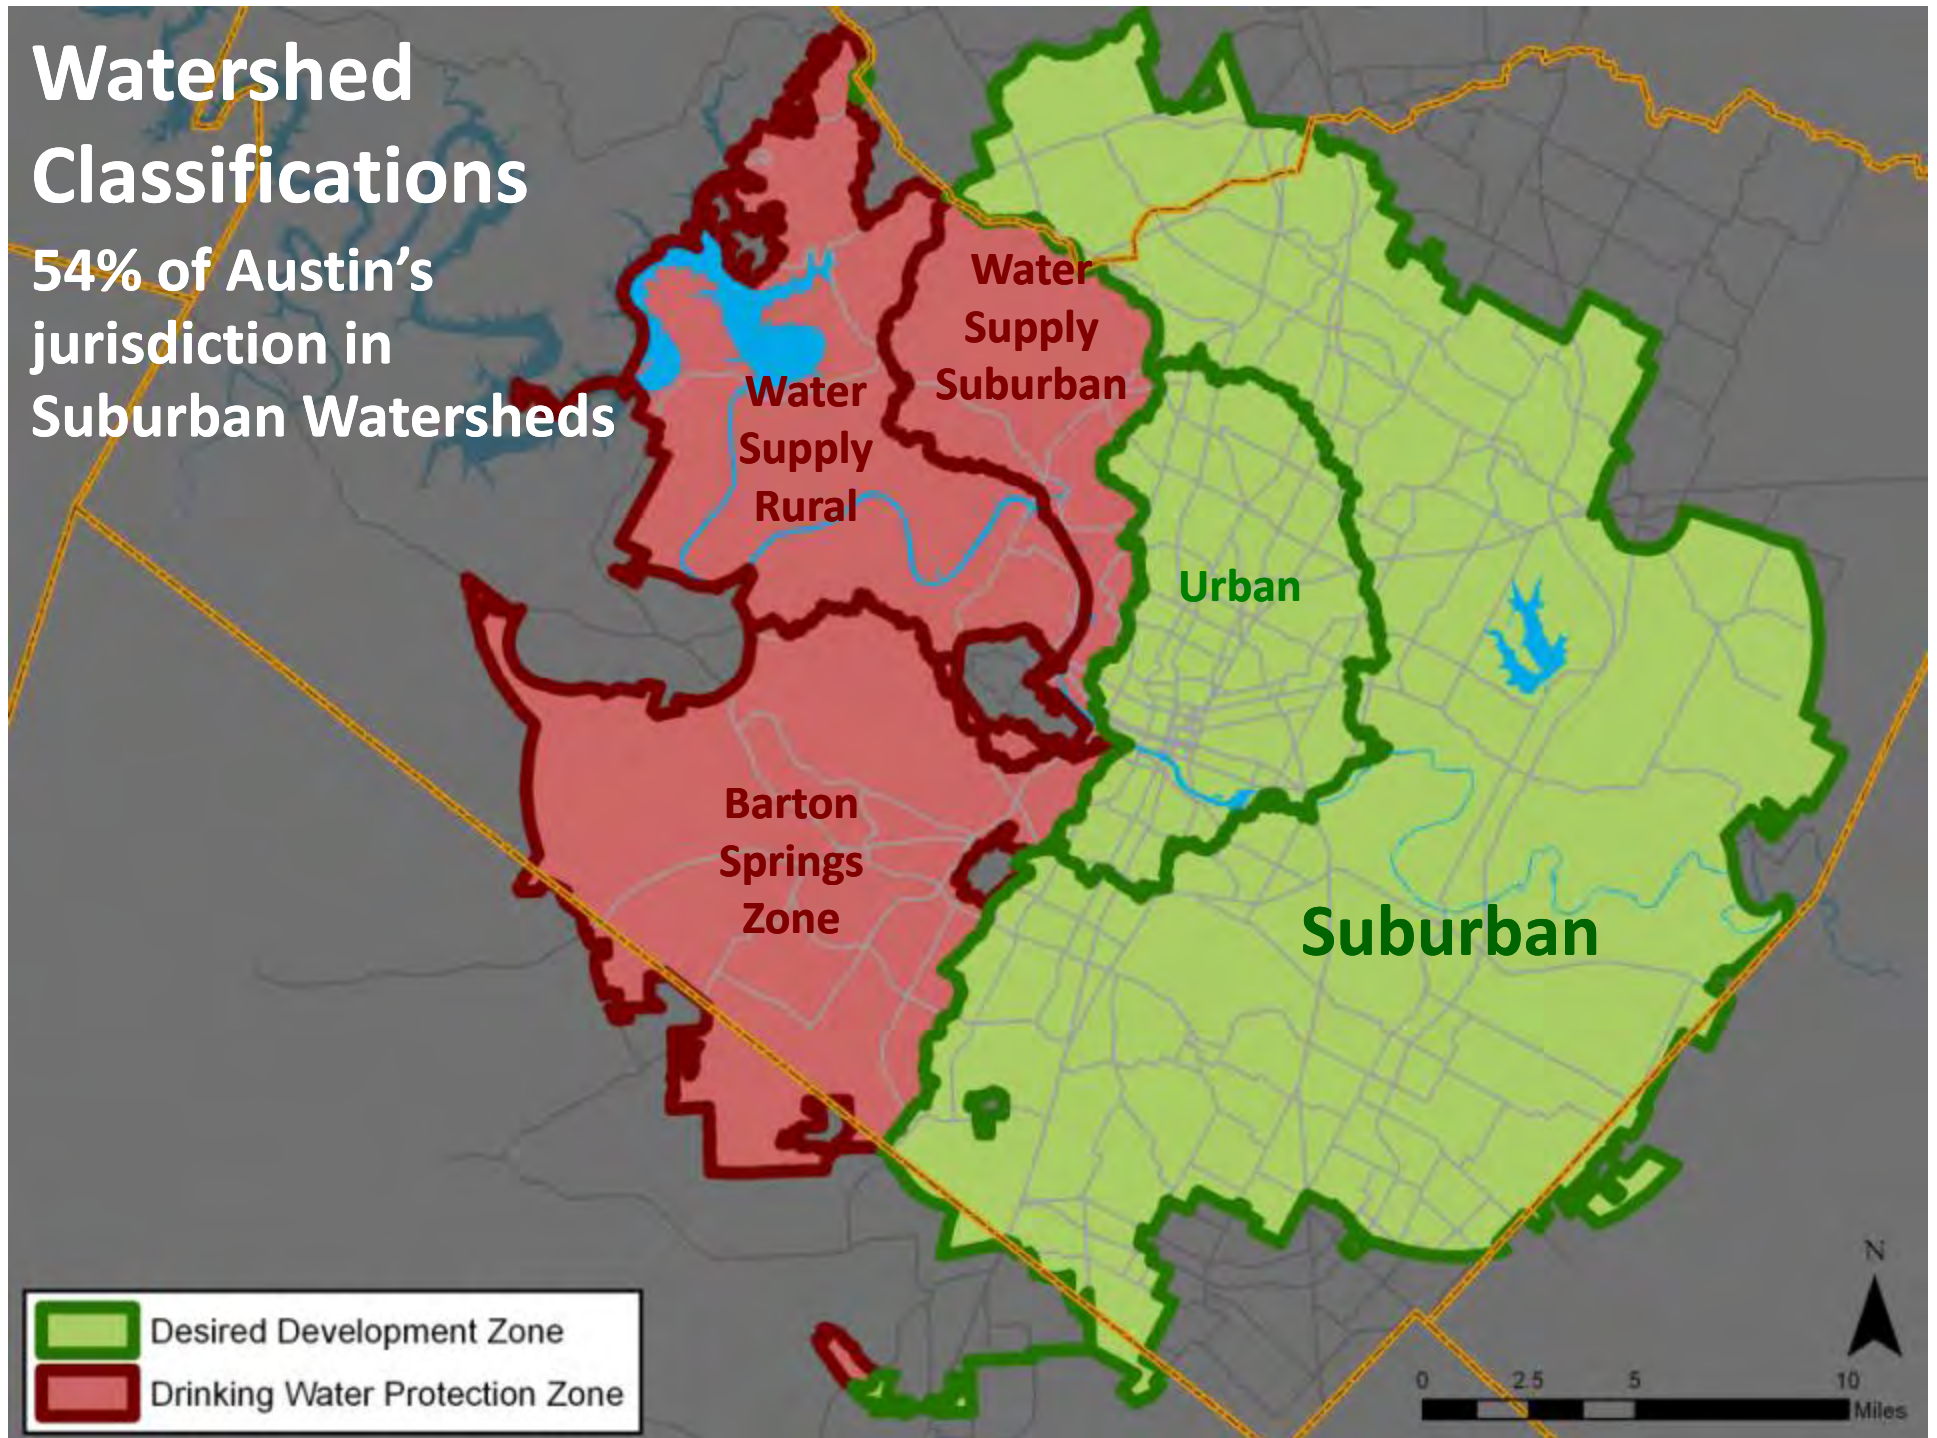 Watershed
Classifications
54% of Austin’s
jurisdiction in
Suburban Watersheds
Water
Supply
Suburban
Water
Supply
Rural
Urban
Barton
Springs
Zone
Suburban
Desired Development Zone
Drinking Water Protection Zone
N
0 2.5 5 10
Miles